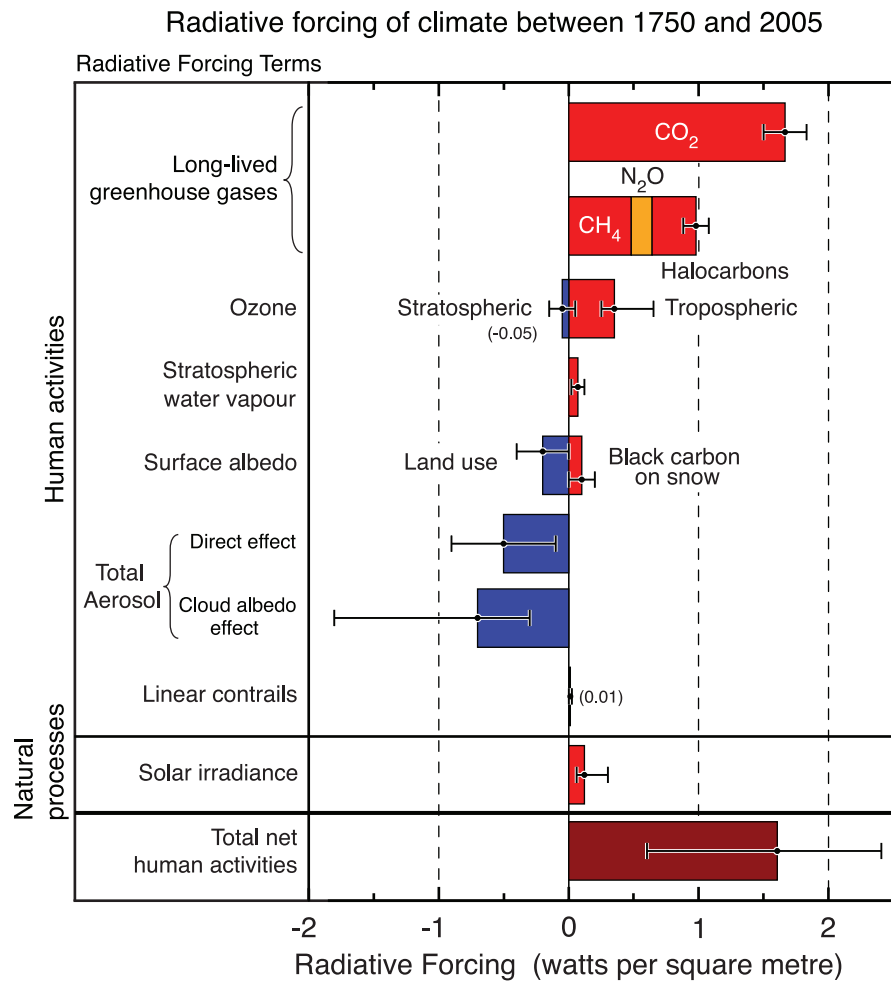 Radiative forcing of climate between 1750 and 2005
Radiative Forcing Terms
Human activities
Long-lived
greenhouse gases
CO₂
N₂O
CH₄
Halocarbons
Ozone
Stratospheric
(-0.05)
Tropospheric
Stratospheric
water vapour
Surface albedo
Land use
Black carbon
on snow
Total
Aerosol
Direct effect
Cloud albedo
effect
Linear contrails
(0.01)
Natural
processes
Solar irradiance
Total net
human activities
-2 -1 0 1 2
Radiative Forcing (watts per square metre)